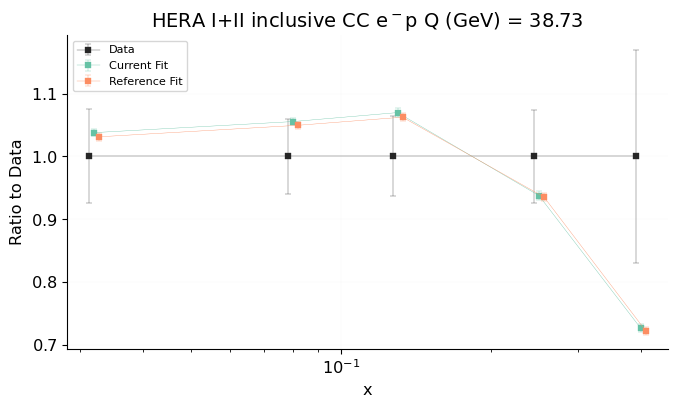 HERA I+II inclusive CC e⁻p Q (GeV) = 38.73
Data
Current Fit
Reference Fit
Ratio to Data
1.1
1.0
0.9
0.8
0.7
10⁻¹
x